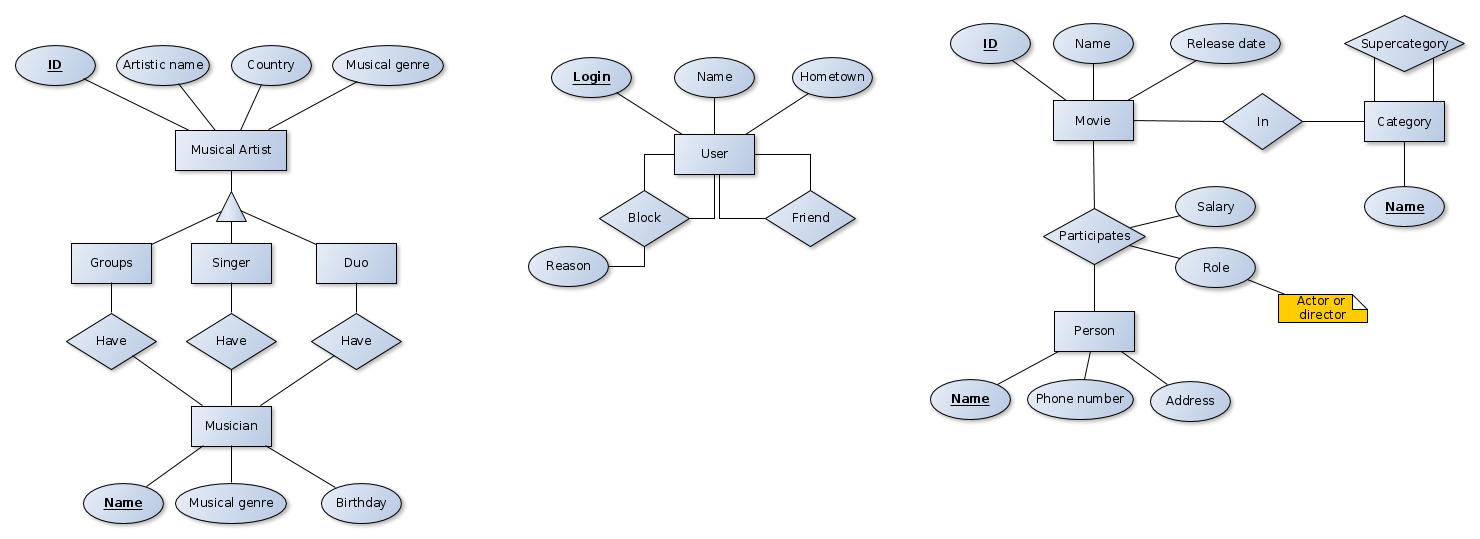 ID
Artistic name
Country
Musical genre
Musical Artist
Groups
Singer
Duo
Have
Have
Have
Musician
Name
Musical genre
Birthday
Login
Name
Hometown
User
Block
Friend
Reason
ID
Name
Release date
Supercategory
Movie
In
Category
Name
Salary
Participates
Role
Actor or
director
Person
Name
Phone number
Address